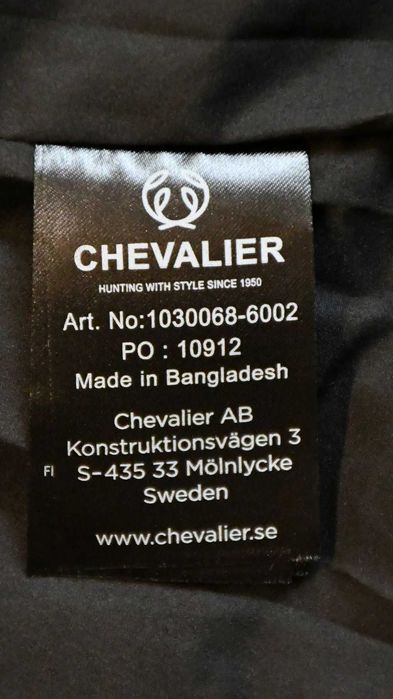 CHEVALIER
HUNTING WITH STYLE SINCE 1950
Art. No:1030068-6002
PO : 10912
Made in Bangladesh
Chevalier AB
Konstruktionsvägen 3
FI S-435 33 Mölnlycke
Sweden
www.chevalier.se